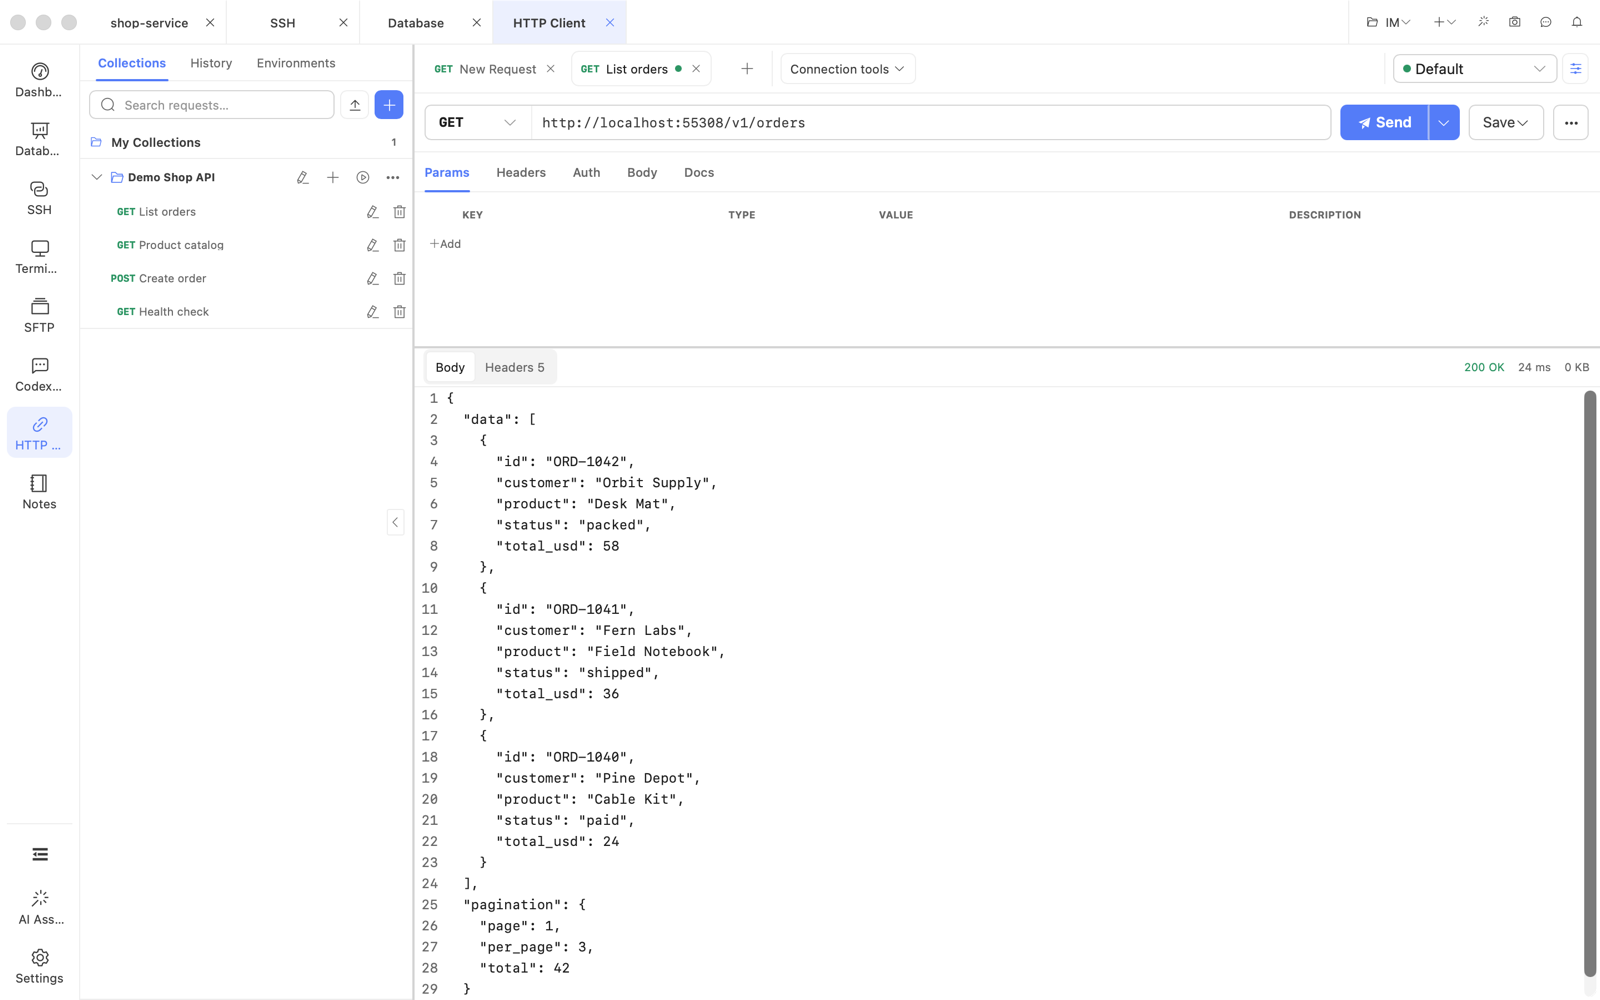 shop-service
SSH
Database
HTTP Client
IM
Dashb...
Datab...
SSH
Termi...
SFTP
Codex...
HTTP ...
Notes
AI Ass...
Settings
Collections
History
Environments
Search requests...
My Collections
1
Demo Shop API
GET List orders
GET Product catalog
POST Create order
GET Health check
GET New Request
GET List orders
Connection tools
Default
GET
http://localhost:55308/v1/orders
Send
Save
Params
Headers
Auth
Body
Docs
KEY
TYPE
VALUE
DESCRIPTION
Add
Body
Headers 5
200 OK
24 ms
0 KB
1 {
2 "data": [
3 {
4 "id": "ORD-1042",
5 "customer": "Orbit Supply",
6 "product": "Desk Mat",
7 "status": "packed",
8 "total_usd": 58
9 },
10 {
11 "id": "ORD-1041",
12 "customer": "Fern Labs",
13 "product": "Field Notebook",
14 "status": "shipped",
15 "total_usd": 36
16 },
17 {
18 "id": "ORD-1040",
19 "customer": "Pine Depot",
20 "product": "Cable Kit",
21 "status": "paid",
22 "total_usd": 24
23 }
24 ],
25 "pagination": {
26 "page": 1,
27 "per_page": 3,
28 "total": 42
29 }